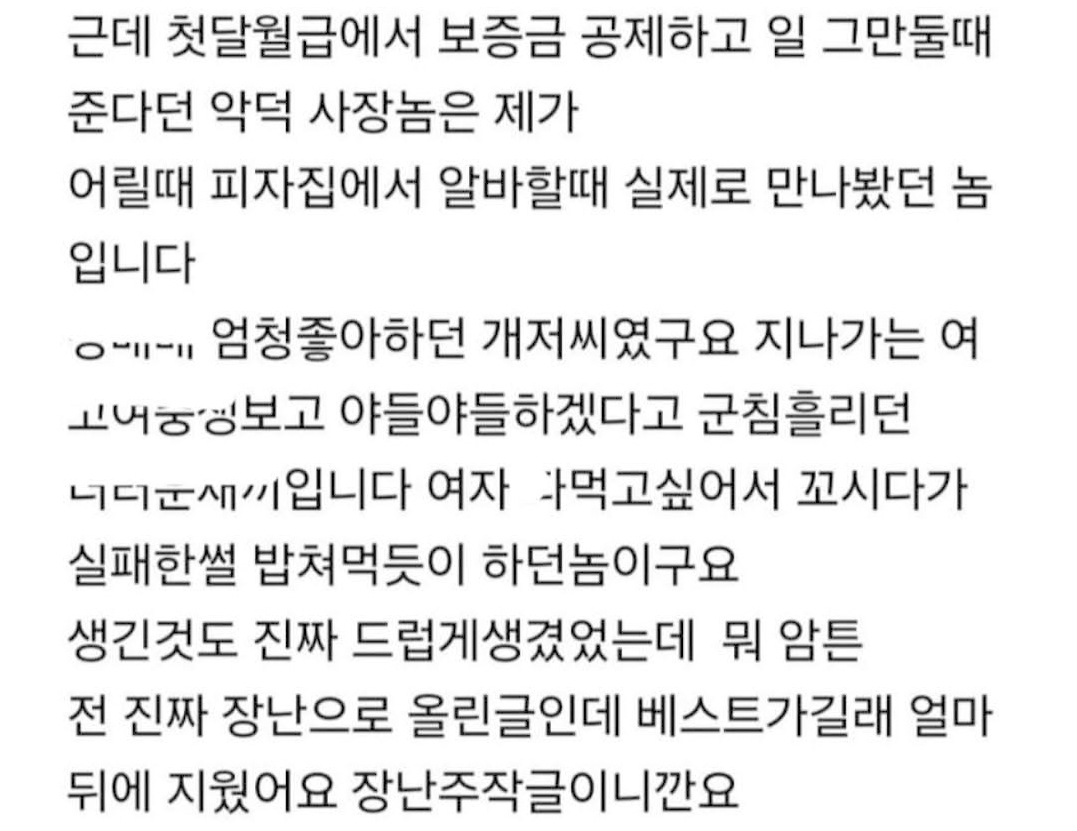 근데 첫달월급에서 보증금 공제하고 일 그만둘때
준다던 악덕 사장놈은 제가
어릴때 피자집에서 알바할때 실제로 만나봤던 놈
입니다
엄청좋아하던 개저씨였구요 지나가는 여
고여중생보고 야들야들하겠다고 군침흘리던
입니다 여자 꼬시다가
실패한썰 밥쳐먹듯이 하던놈이구요
생긴것도 진짜 드럽게생겼었는데 뭐 암튼
전 진짜 장난으로 올린글인데 베스트가길래 얼마
뒤에 지웠어요 장난주작글이니깐요